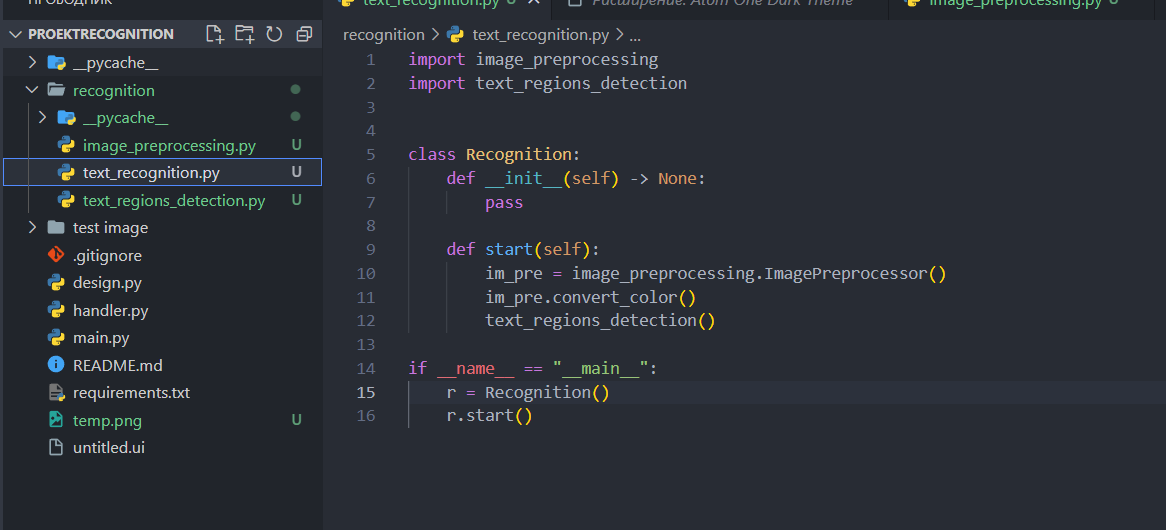 ПРОВОДНИК
PROEKTRECOGNITION
__pycache__
recognition
__pycache__
image_preprocessing.py U
text_recognition.py U
text_regions_detection.py U
test image
.gitignore
design.py
handler.py
main.py
README.md
requirements.txt
temp.png U
untitled.ui
text_recognition.py U
Расширение: Atom One Dark Theme
image_preprocessing.py U
recognition > text_recognition.py > ...
1 import image_preprocessing
2 import text_regions_detection
3
4
5 class Recognition:
6     def __init__(self) -> None:
7         pass
8
9     def start(self):
10         im_pre = image_preprocessing.ImagePreprocessor()
11         im_pre.convert_color()
12         text_regions_detection()
13
14 if __name__ == "__main__":
15     r = Recognition()
16     r.start()